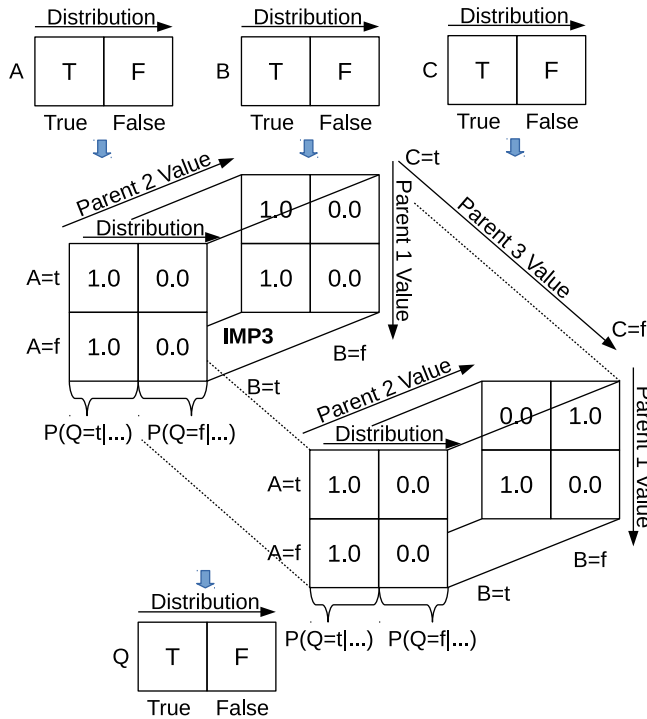 Distribution Distribution Distribution
A T F B T F C T F
True False True False True False
C=t
Parent 2 Value
Parent 1 Value
Parent 3 Value
1.0 0.0
Distribution
A=t 1.0 0.0 1.0 0.0
C=f
A=f 1.0 0.0 IMP3
B=f
B=t
Parent 2 Value
Parent 1 Value
P(Q=t|...) P(Q=f|...)
0.0 1.0
Distribution
A=t 1.0 0.0 1.0 0.0
A=f 1.0 0.0
B=f
B=t
Distribution
P(Q=t|...) P(Q=f|...)
Q T F
True False